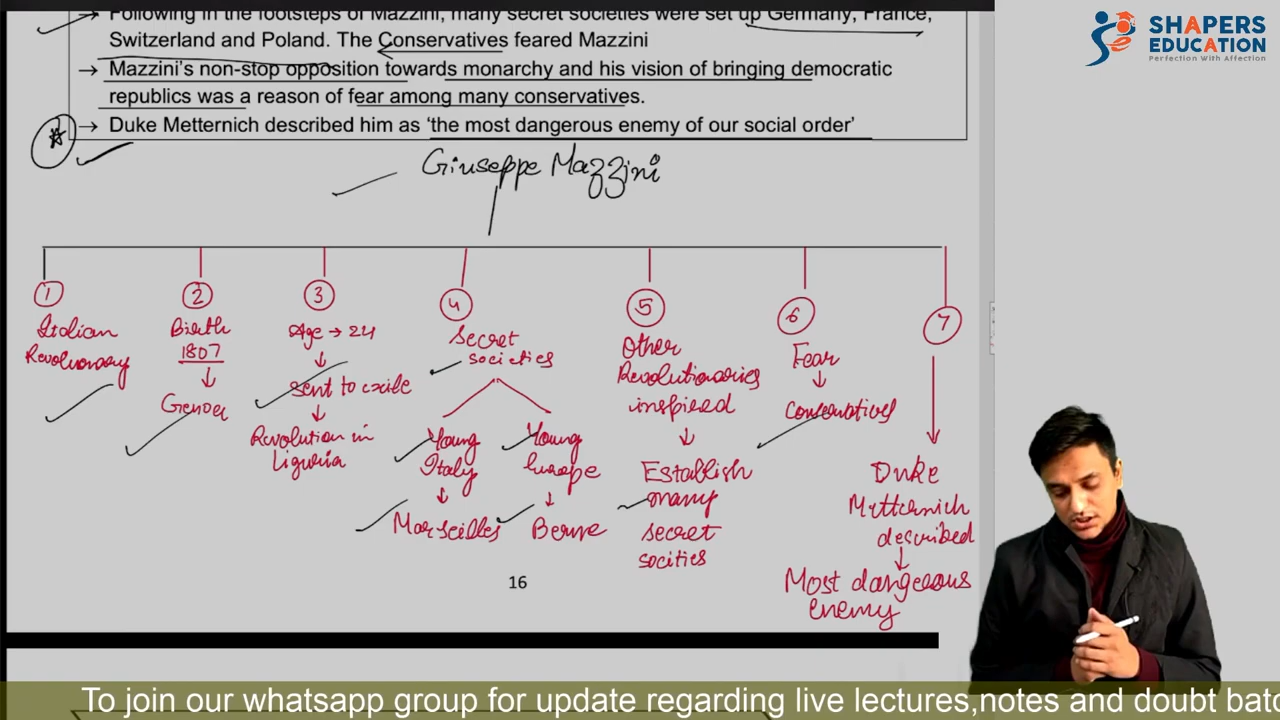 Following in the footsteps of Mazzini, many secret societies were set up Germany, France,
Switzerland and Poland. The Conservatives feared Mazzini
→ Mazzini's non-stop opposition towards monarchy and his vision of bringing democratic
republics was a reason of fear among many conservatives.
→ Duke Metternich described him as 'the most dangerous enemy of our social order'
SHAPERS
EDUCATION
Perfection With Affection
Giuseppe Mazzini
1
Italian
Revolutionary
2
Birth
1807
↓
Genoa
3
Age → 24
↓
Sent to exile
↓
Revolution in
Liguria
4
Secret
societies
Young
Italy
↓
Marseilles
Young
Europe
↓
Berne
5
Other
Revolutionaries
inspired
↓
Establish
many
secret
socities
6
Fear
↓
Conservatives
7
Duke
Metternich
described
↓
Most dangerous
enemy
16
To join our whatsapp group for update regarding live lectures,notes and doubt batc